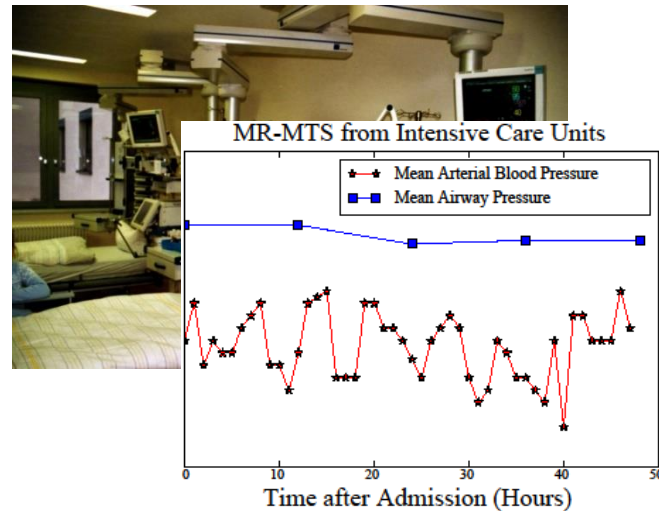 MR-MTS from Intensive Care Units
Mean Arterial Blood Pressure
Mean Airway Pressure
0 10 20 30 40 50
Time after Admission (Hours)